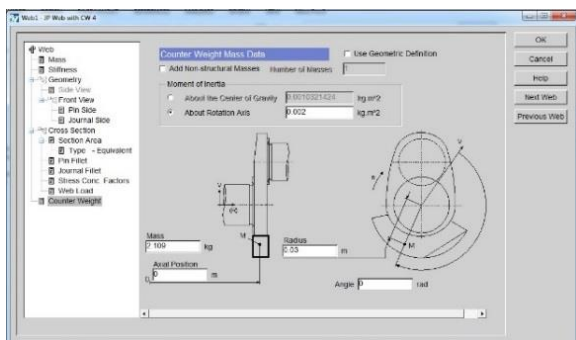 Web1 - JP Web with CW-4
Web
Mass
Stiffness
Geometry
Side View
Front View
Pin Side
Journal Side
Cross Section
Section Area
Type - Equivalent
Pin Fillet
Journal Fillet
Stress Conc. Factors
Web Load
Counter Weight
Counter Weight Mass Data
Use Geometric Definition
Add Non-structural Masses
Number of Masses
1
Moment of Inertia
About the Center of Gravity
0.0010321434
kg.m^2
About Rotation Axis
0.002
kg.m^2
M
Mass
2.109
kg
Axial Position
0
m
Radius
0.03
m
M
Angle
0
rad
OK
Cancel
Help
Next Web
Previous Web